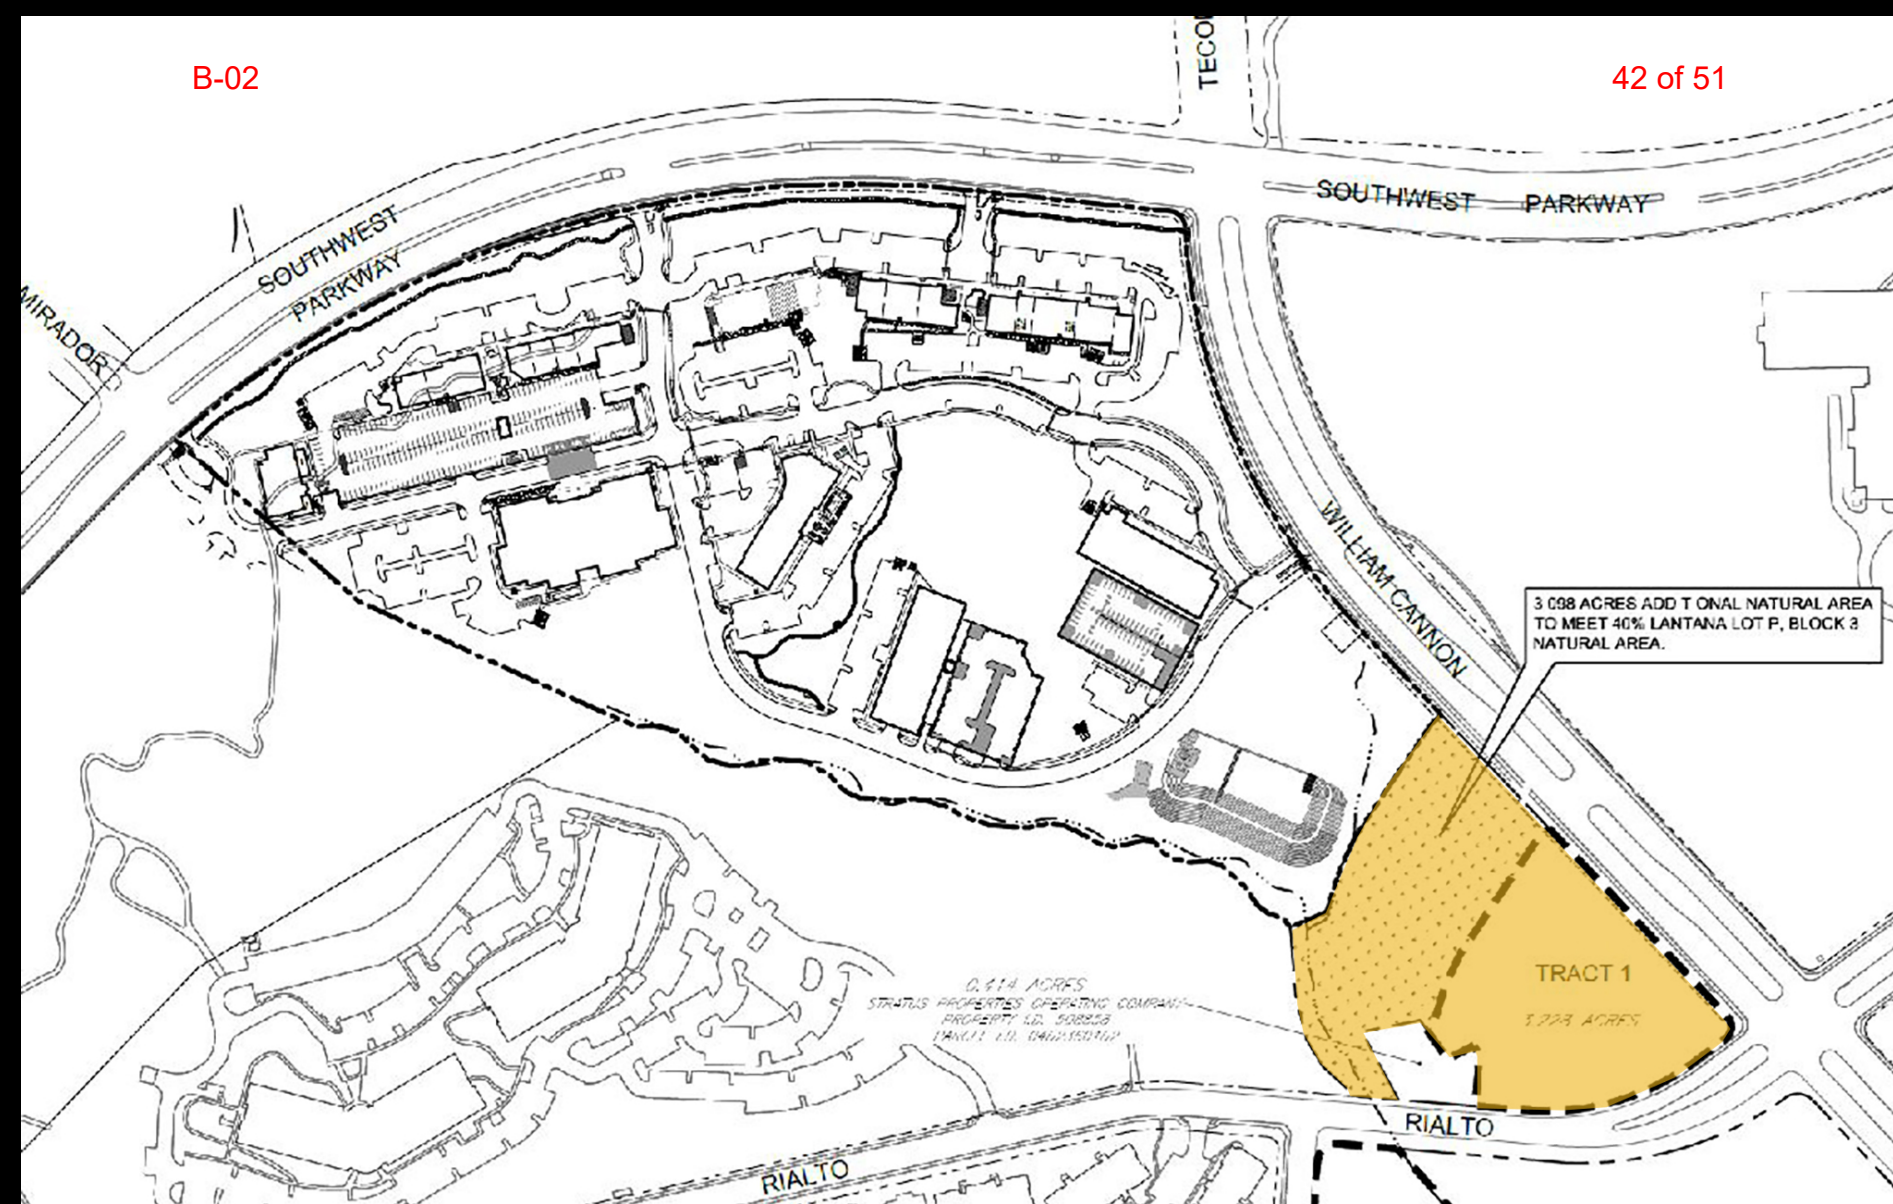 B-02
42 of 51
SOUTHWEST PARKWAY
SOUTHWEST
PARKWAY
MIRADOR
WILLIAM CANNON
3 098 ACRES ADD T ONAL NATURAL AREA
TO MEET 40% LANTANA LOT P, BLOCK 3
NATURAL AREA.
TRACT 1
ACRES
0.414 ACRES
STRATUS PROPERTIES OPERATING COMPANY
PROPERTY I.D.
RIALTO
RIALTO